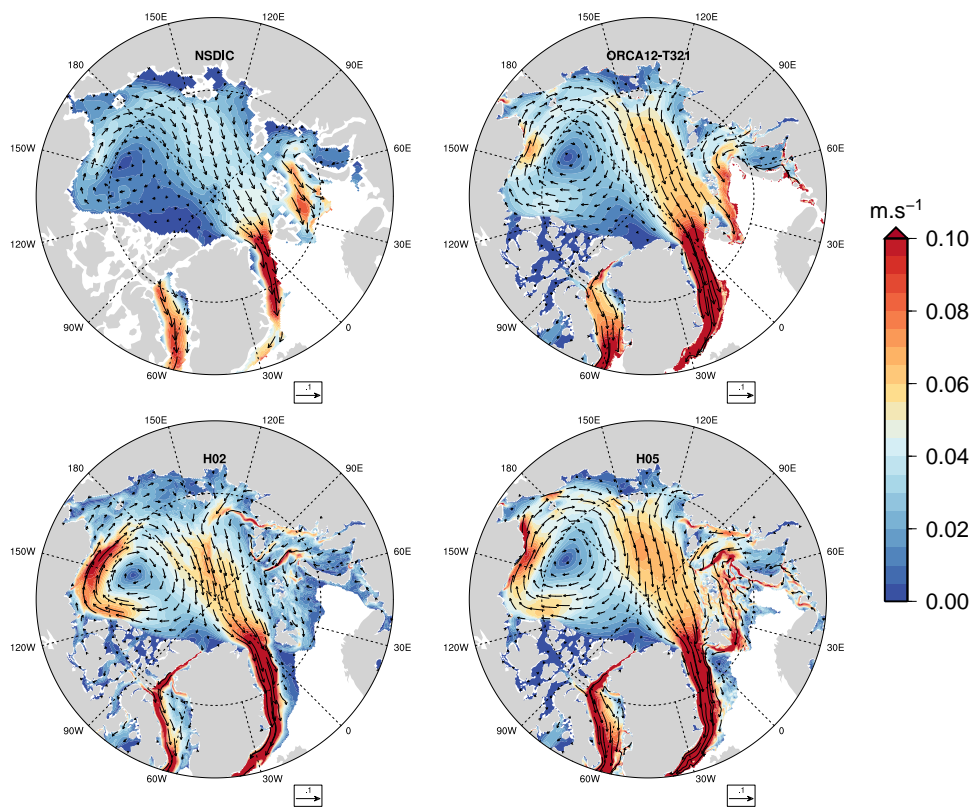 150E
120E
90E
60E
30E
0
30W
60W
90W
120W
150W
180
NSDIC
.1
150E
120E
90E
60E
30E
0
30W
60W
90W
120W
150W
180
ORCA12-T321
.1
m.s⁻¹
0.10
0.08
0.06
0.04
0.02
0.00
150E
120E
90E
60E
30E
0
30W
60W
90W
120W
150W
180
H02
.1
150E
120E
90E
60E
30E
0
30W
60W
90W
120W
150W
180
H05
.1